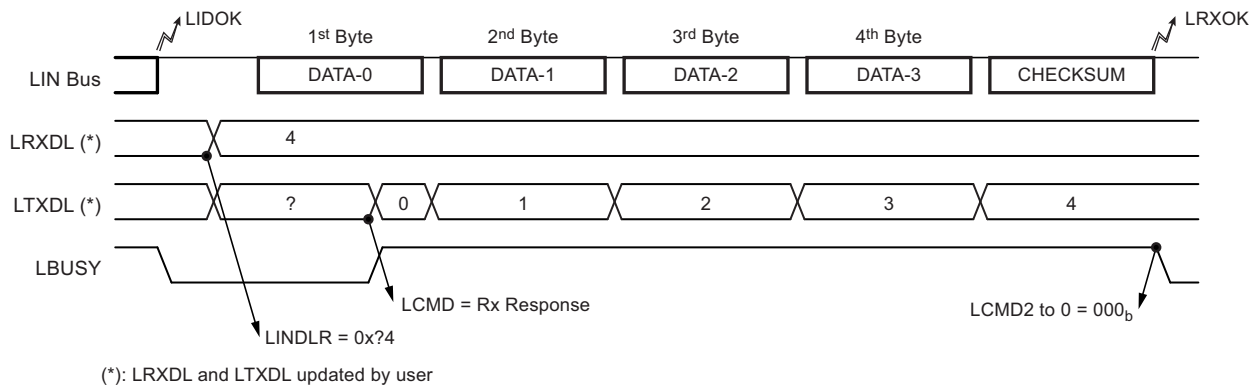 LIDOK
LRXOK
1st Byte 2nd Byte 3rd Byte 4th Byte
LIN Bus DATA-0 DATA-1 DATA-2 DATA-3 CHECKSUM
LRXDL (*) 4
LTXDL (*) ? 0 1 2 3 4
LBUSY
LCMD = Rx Response
LCMD2 to 0 = 000b
LINDLR = 0x?4
(*): LRXDL and LTXDL updated by user